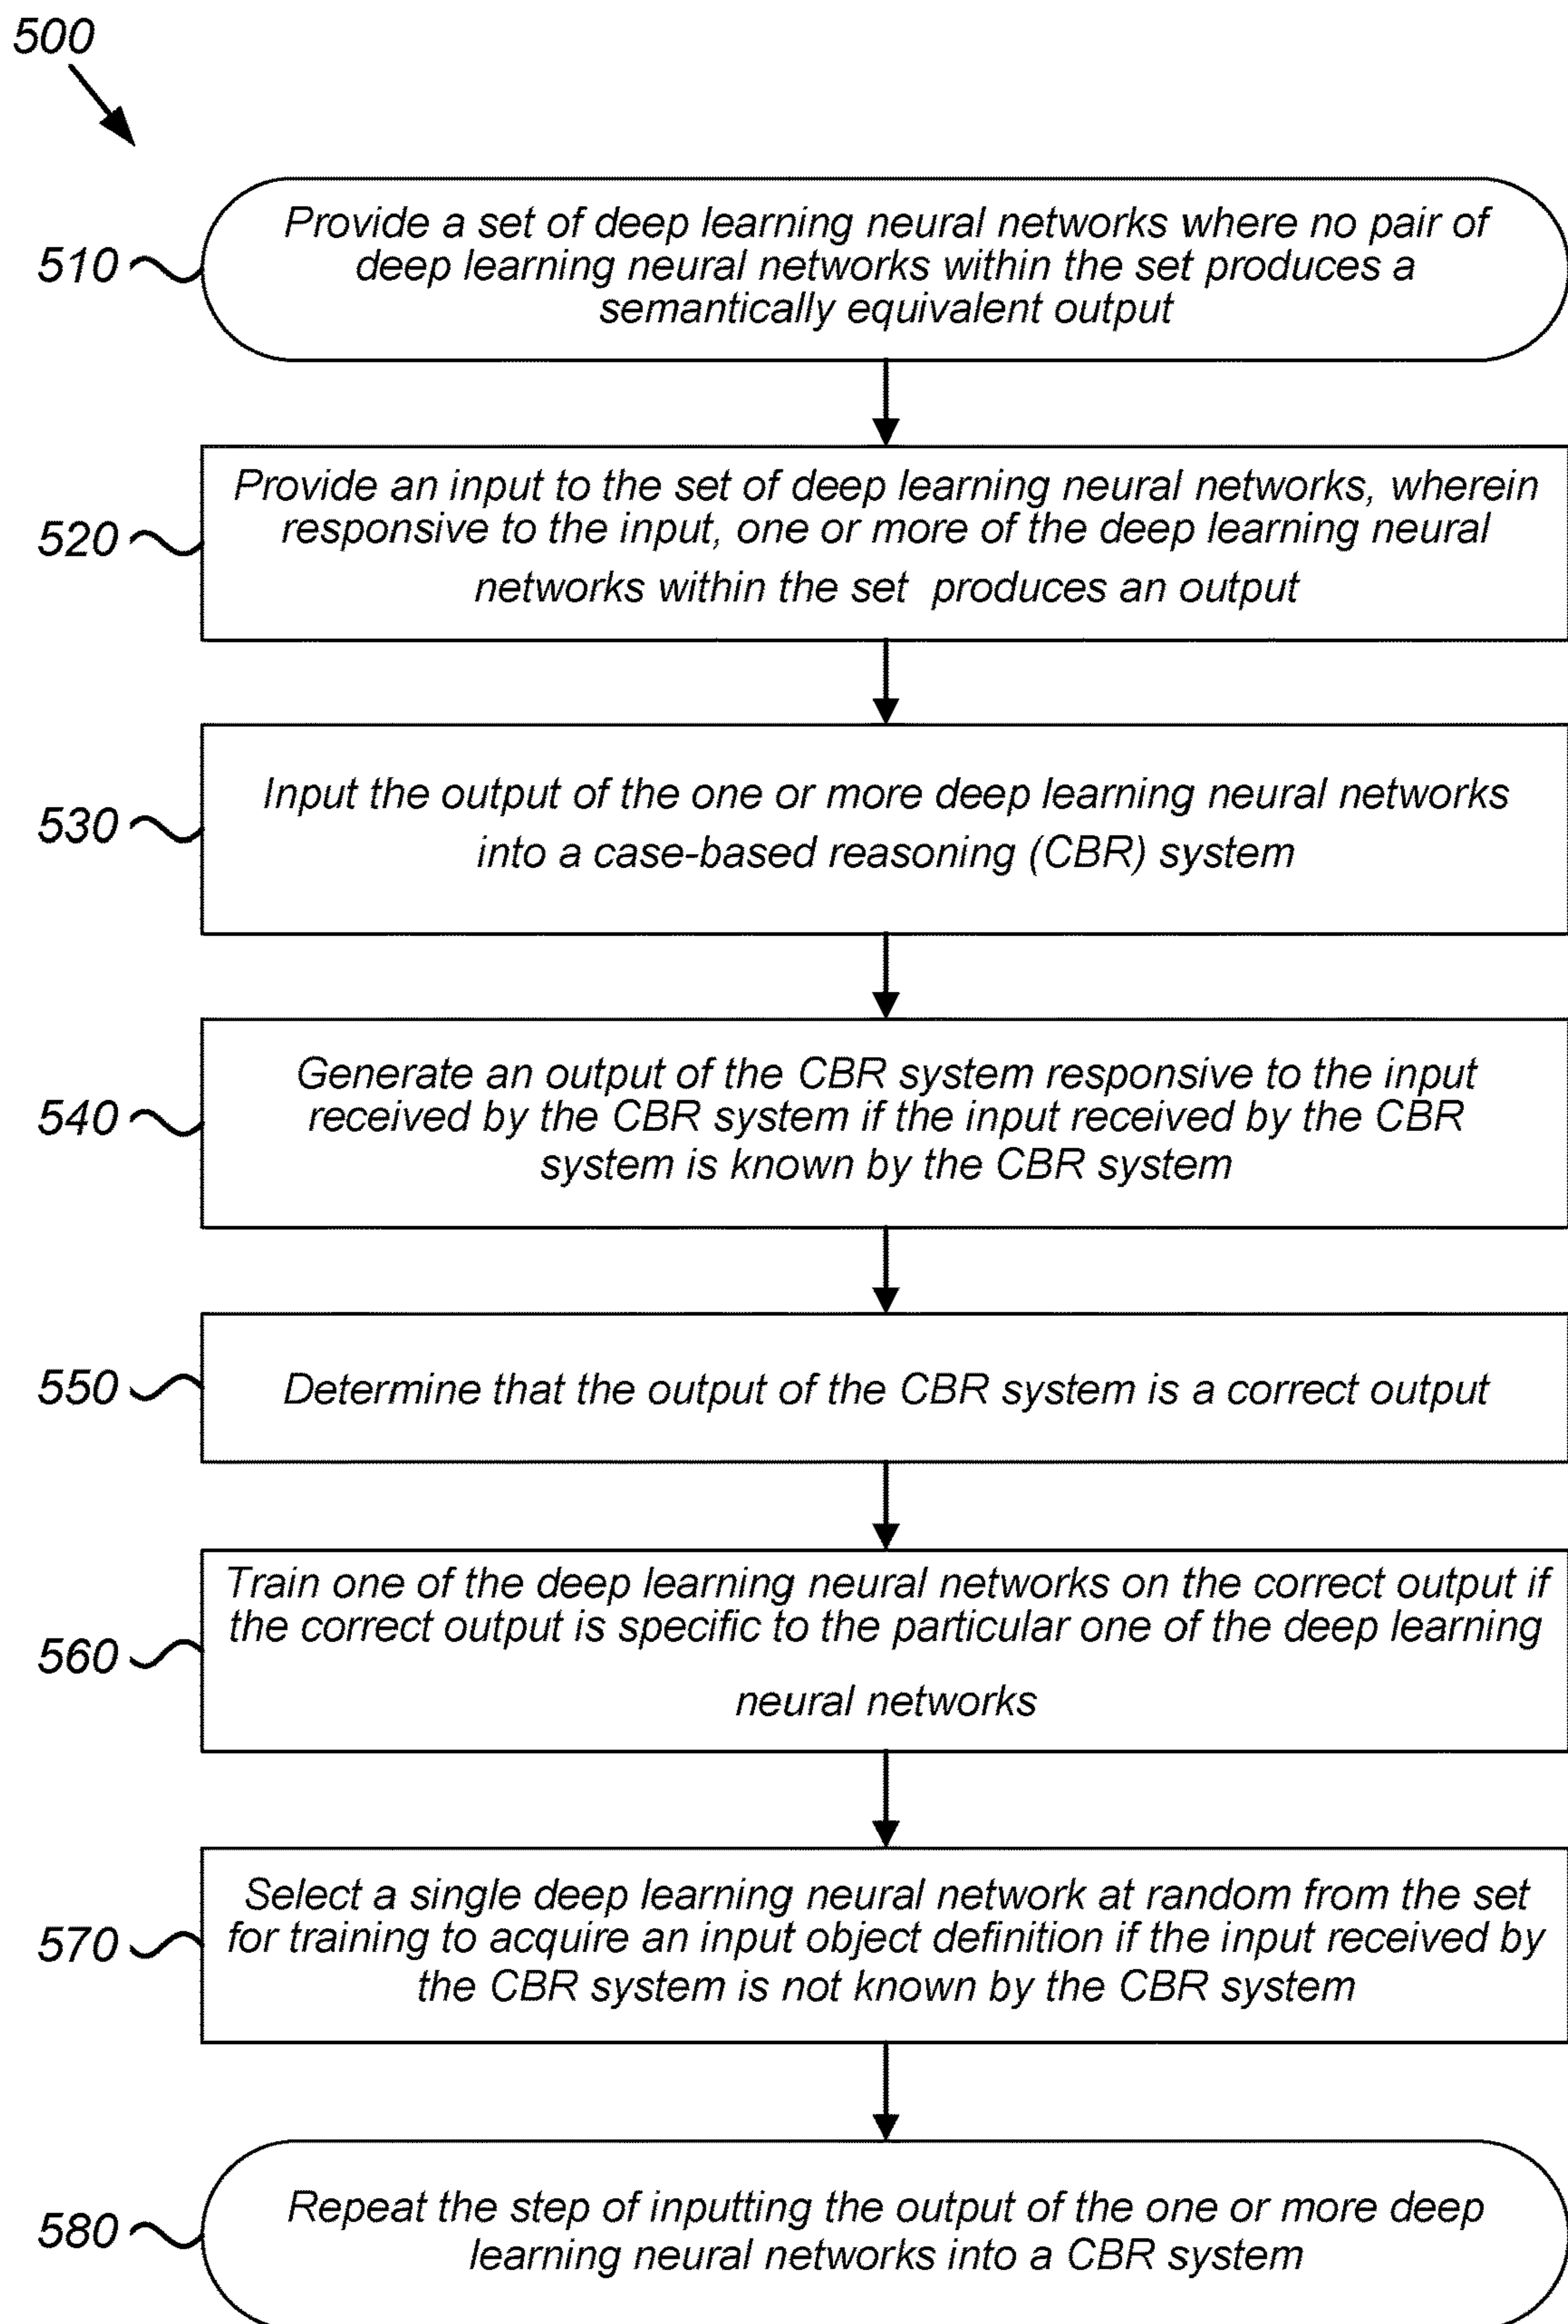 500
510
Provide a set of deep learning neural networks where no pair of
deep learning neural networks within the set produces a
semantically equivalent output
520
Provide an input to the set of deep learning neural networks, wherein
responsive to the input, one or more of the deep learning neural
networks within the set produces an output
530
Input the output of the one or more deep learning neural networks
into a case-based reasoning (CBR) system
540
Generate an output of the CBR system responsive to the input
received by the CBR system if the input received by the CBR
system is known by the CBR system
550
Determine that the output of the CBR system is a correct output
560
Train one of the deep learning neural networks on the correct output if
the correct output is specific to the particular one of the deep learning
neural networks
570
Select a single deep learning neural network at random from the set
for training to acquire an input object definition if the input received by
the CBR system is not known by the CBR system
580
Repeat the step of inputting the output of the one or more deep
learning neural networks into a CBR system